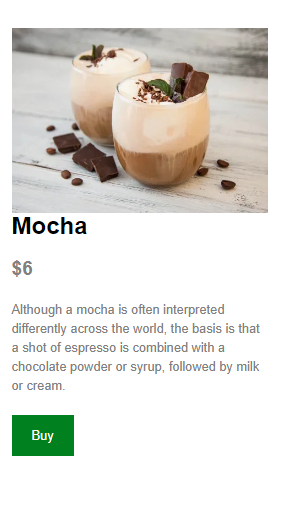 Mocha
$6
Although a mocha is often interpreted
differently across the world, the basis is that
a shot of espresso is combined with a
chocolate powder or syrup, followed by milk
or cream.
Buy